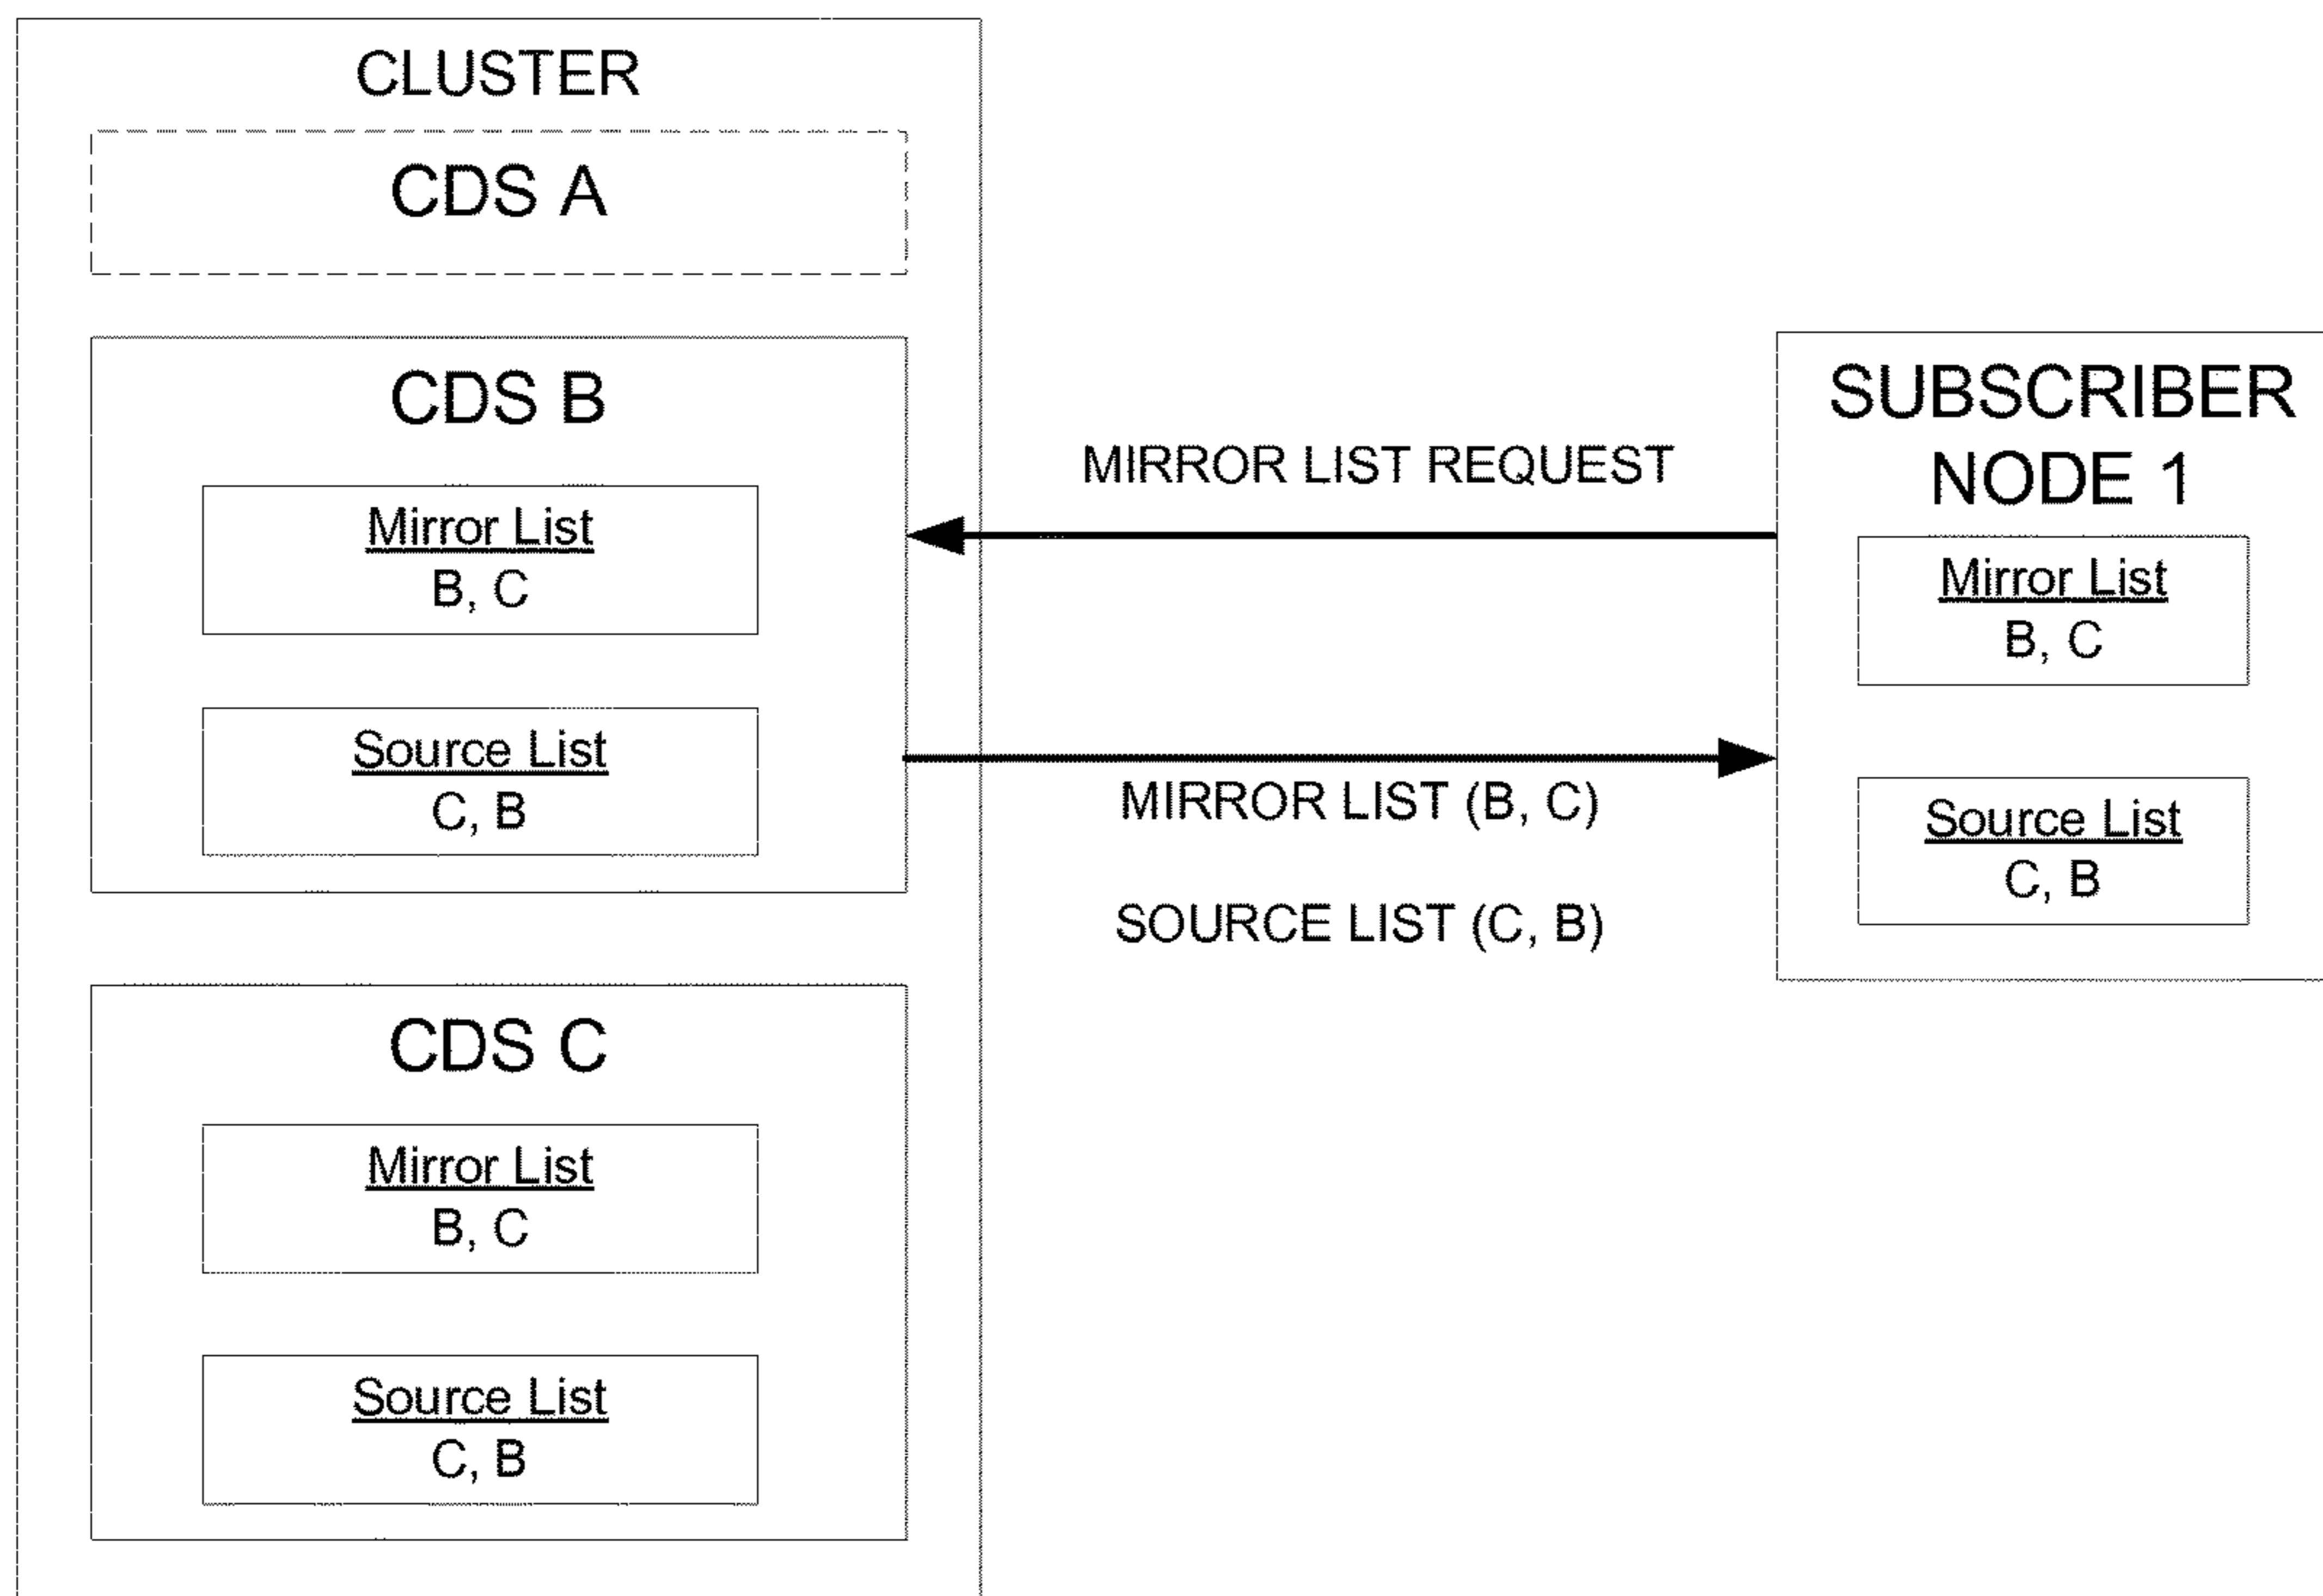 CLUSTER
CDS A
CDS B
Mirror List
B, C
Source List
C, B
CDS C
Mirror List
B, C
Source List
C, B
MIRROR LIST REQUEST
MIRROR LIST (B, C)
SOURCE LIST (C, B)
SUBSCRIBER
NODE 1
Mirror List
B, C
Source List
C, B